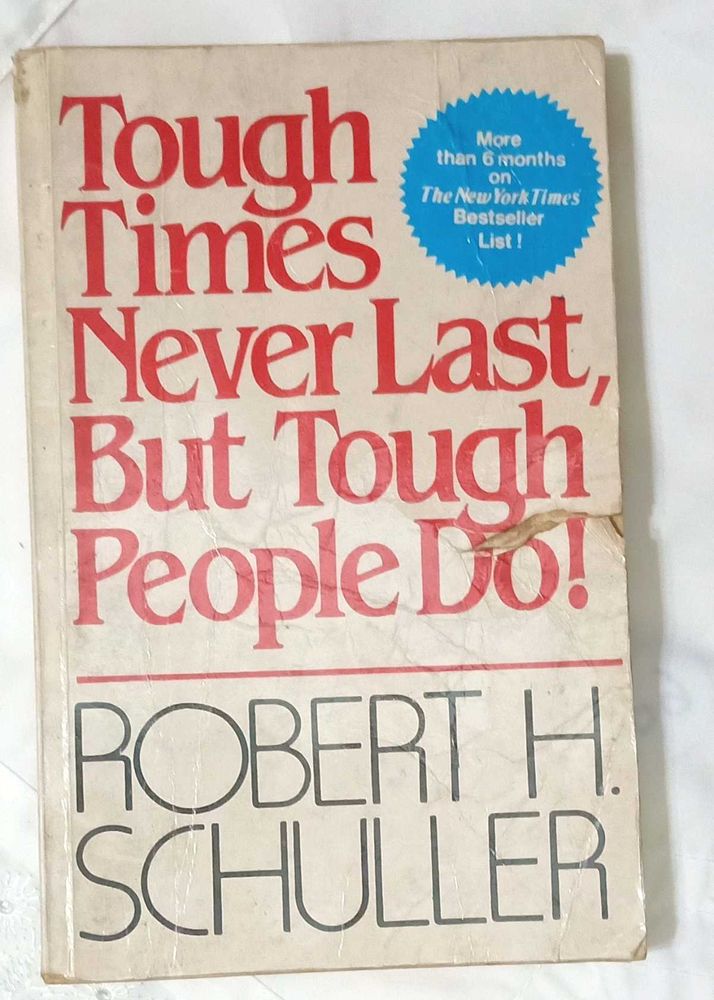 Tough
Times
Never Last,
But Tough
People Do!
More
than 6 months
on
The New York Times
Bestseller
List!
ROBERT H.
SCHULLER